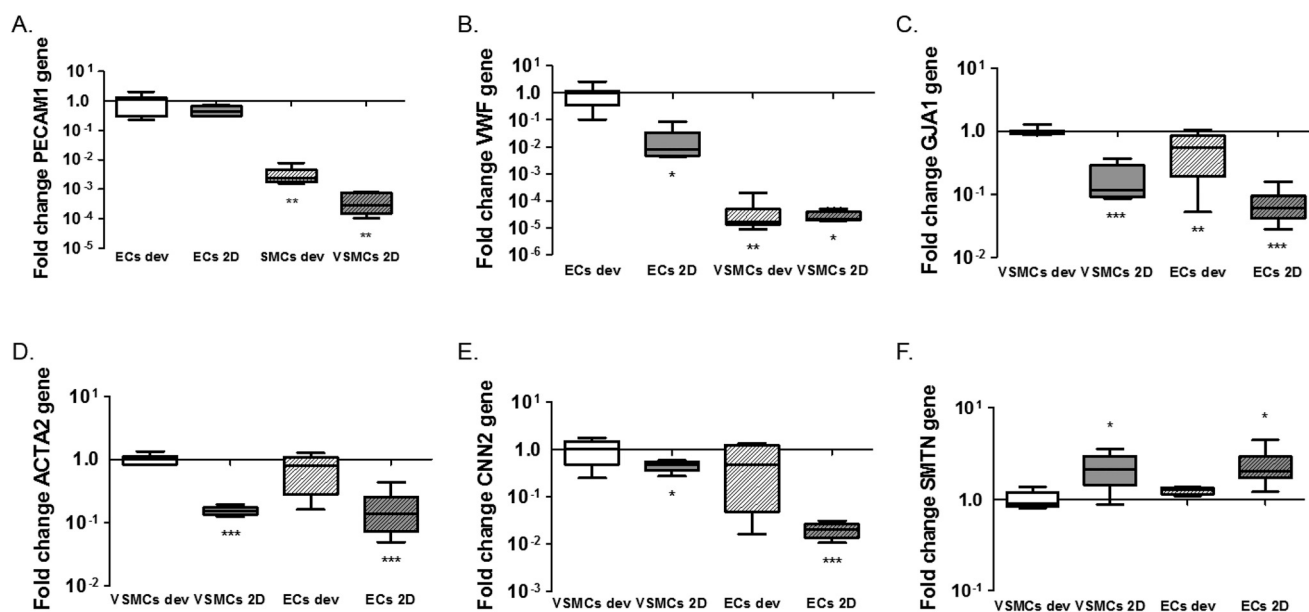 A.
Fold change PECAM1 gene
10¹
1.0
10⁻¹
10⁻²
10⁻³
10⁻⁴
10⁻⁵
**
**
ECs dev ECs 2D SMCs dev VSMCs 2D
B.
Fold change VWF gene
10¹
1.0
10⁻¹
10⁻²
10⁻³
10⁻⁴
10⁻⁵
10⁻⁶
*
***
** *
ECs dev ECs 2D VSMCs dev VSMCs 2D
C.
Fold change GJA1 gene
10¹
1.0
10⁻¹
10⁻²
*** ** ***
VSMCs dev VSMCs 2D ECs dev ECs 2D
D.
Fold change ACTA2 gene
10¹
1.0
10⁻¹
10⁻²
*** ***
VSMCs dev VSMCs 2D ECs dev ECs 2D
E.
Fold change CNN2 gene
10¹
1.0
10⁻¹
10⁻²
10⁻³
*
***
VSMCs dev VSMCs 2D ECs dev ECs 2D
F.
Fold change SMTN gene
10¹
1.0
10⁻¹
* *
VSMCs dev VSMCs 2D ECs dev ECs 2D